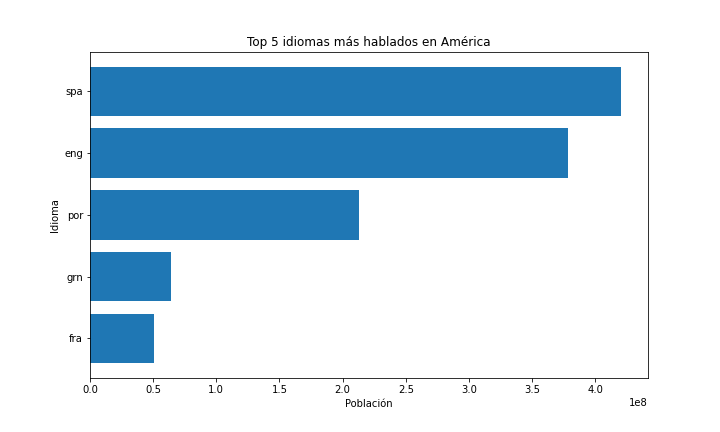 Top 5 idiomas más hablados en América
spa
eng
por
grn
fra
Idioma
0.0 0.5 1.0 1.5 2.0 2.5 3.0 3.5 4.0
1e8
Población